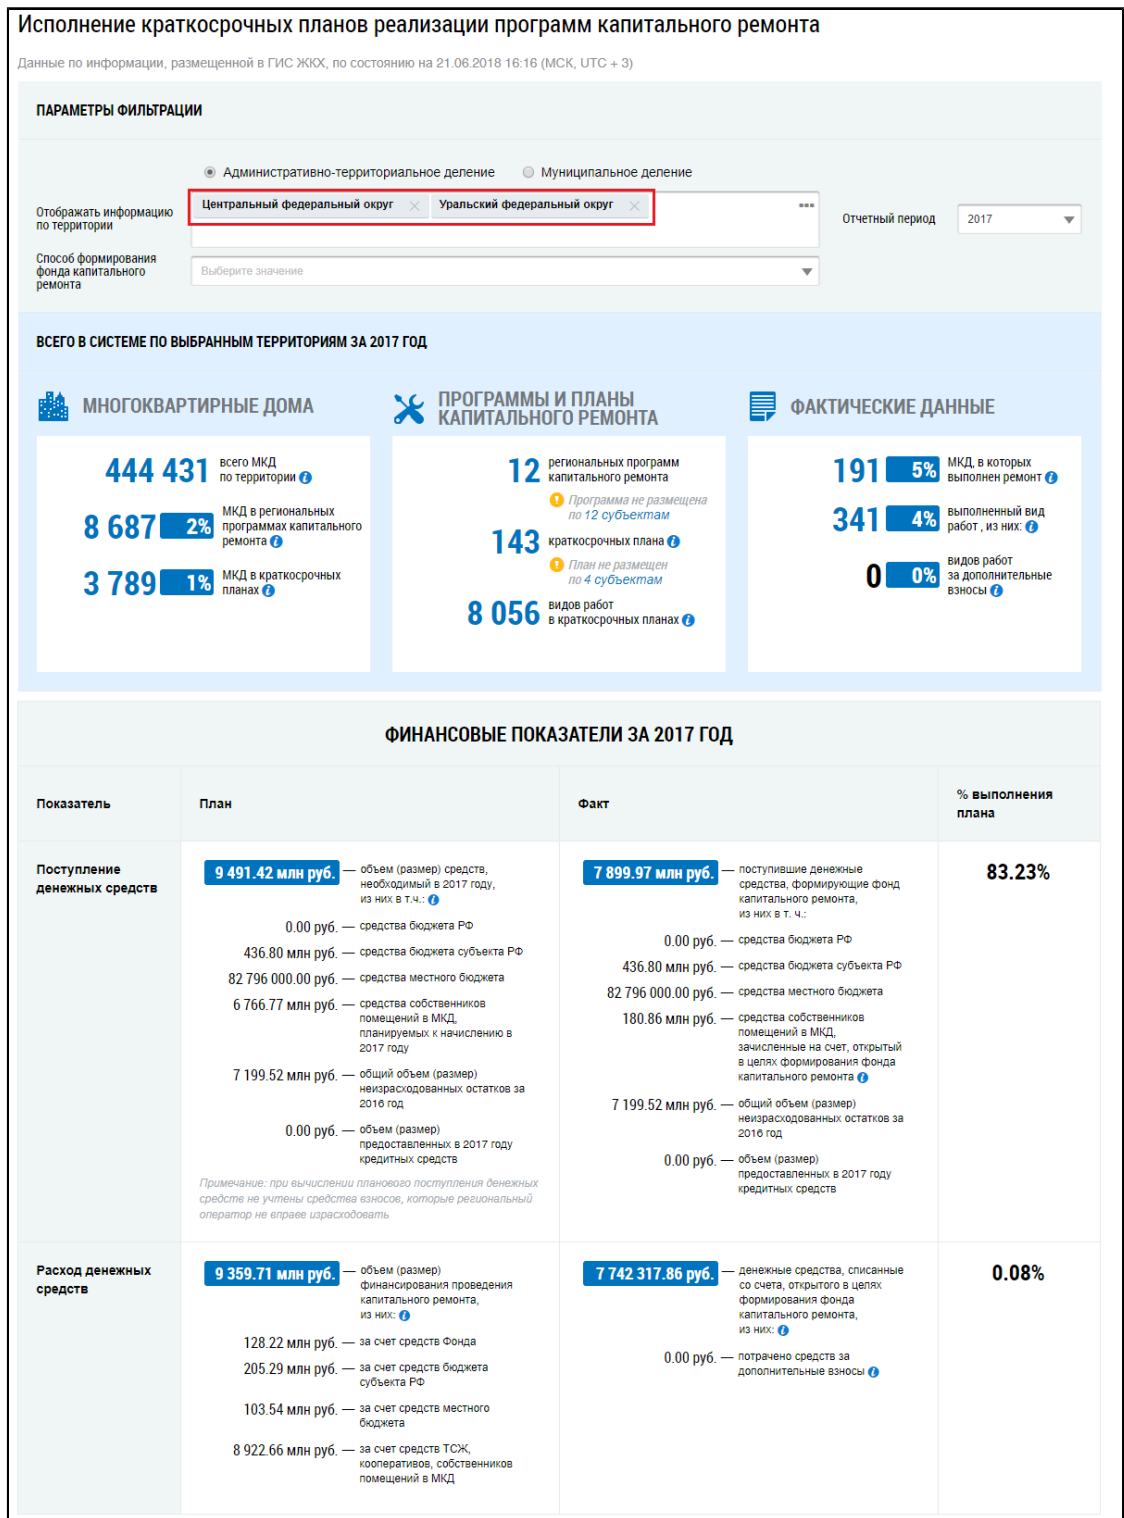 Исполнение краткосрочных планов реализации программ капитального ремонта
Данные по информации, размещенной в ГИС ЖКХ, по состоянию на 21.06.2018 16:16 (МСК, UTC + 3)
ПАРАМЕТРЫ ФИЛЬТРАЦИИ
Административно-территориальное деление
Муниципальное деление
Отображать информацию
по территории
Центральный федеральный округ
Уральский федеральный округ
Отчетный период
2017
Способ формирования
фонда капитального
ремонта
Выберите значение
ВСЕГО В СИСТЕМЕ ПО ВЫБРАННЫМ ТЕРРИТОРИЯМ ЗА 2017 ГОД
МНОГОКВАРТИРНЫЕ ДОМА
444 431 всего МКД
по территории
8 687 2% МКД в региональных
программах капитального
ремонта
3 789 1% МКД в краткосрочных
планах
ПРОГРАММЫ И ПЛАНЫ
КАПИТАЛЬНОГО РЕМОНТА
12 региональных программ
капитального ремонта
Программа не размещена
по 12 субъектам
143 краткосрочных плана
План не размещен
по 4 субъектам
8 056 видов работ
в краткосрочных планах
ФАКТИЧЕСКИЕ ДАННЫЕ
191 5% МКД, в которых
выполнен ремонт
341 4% выполненный вид
работ , из них:
0 0% видов работ
за дополнительные
взносы
ФИНАНСОВЫЕ ПОКАЗАТЕЛИ ЗА 2017 ГОД
Показатель
План
Факт
% выполнения
плана
Поступление
денежных средств
9 491.42 млн руб. — объем (размер) средств,
необходимый в 2017 году,
из них в т.ч.:
0.00 руб. — средства бюджета РФ
436.80 млн руб. — средства бюджета субъекта РФ
82 796 000.00 руб. — средства местного бюджета
6 766.77 млн руб. — средства собственников
помещений в МКД,
планируемых к начислению в
2017 году
7 199.52 млн руб. — общий объем (размер)
неизрасходованных остатков за
2016 год
0.00 руб. — объем (размер)
предоставленных в 2017 году
кредитных средств
Примечание: при вычислении планового поступления денежных
средств не учтены средства взносов, которые региональный
оператор не вправе израсходовать
7 899.97 млн руб. — поступившие денежные
средства, формирующие фонд
капитального ремонта,
из них в т. ч.:
0.00 руб. — средства бюджета РФ
436.80 млн руб. — средства бюджета субъекта РФ
82 796 000.00 руб. — средства местного бюджета
180.86 млн руб. — средства собственников
помещений в МКД,
зачисленные на счет, открытый
в целях формирования фонда
капитального ремонта
7 199.52 млн руб. — общий объем (размер)
неизрасходованных остатков за
2016 год
0.00 руб. — объем (размер)
предоставленных в 2017 году
кредитных средств
83.23%
Расход денежных
средств
9 359.71 млн руб. — объем (размер)
финансирования проведения
капитального ремонта,
из них:
128.22 млн руб. — за счет средств Фонда
205.29 млн руб. — за счет средств бюджета
субъекта РФ
103.54 млн руб. — за счет средств местного
бюджета
8 922.66 млн руб. — за счет средств ТСЖ,
кооперативов, собственников
помещений в МКД
7 742 317.86 руб. — денежные средства, списанные
со счета, открытого в целях
формирования фонда
капитального ремонта,
из них:
0.00 руб. — потрачено средств за
дополнительные взносы
0.08%